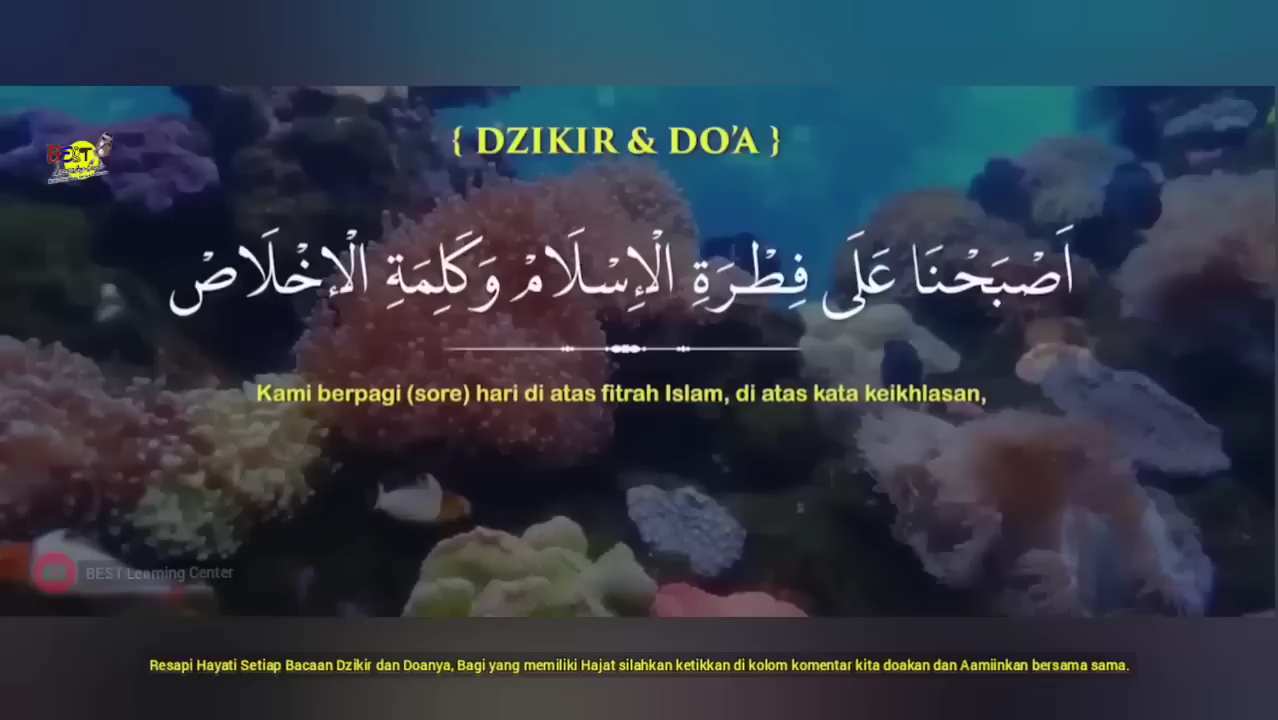 { DZIKIR & DO'A }
BEST
اَصْبَحْنَا عَلَى فِطْرَةِ الْاِسْلَامْ وَكَلِمَةِ الْاِخْلَاصْ
Kami berpagi (sore) hari di atas fitrah Islam, di atas kata keikhlasan,
BEST Learning Center
Resapi Hayati Setiap Bacaan Dzikir dan Doanya, Bagi yang memiliki Hajat silahkan ketikkan di kolom komentar kita doakan dan Aamiinkan bersama sama.